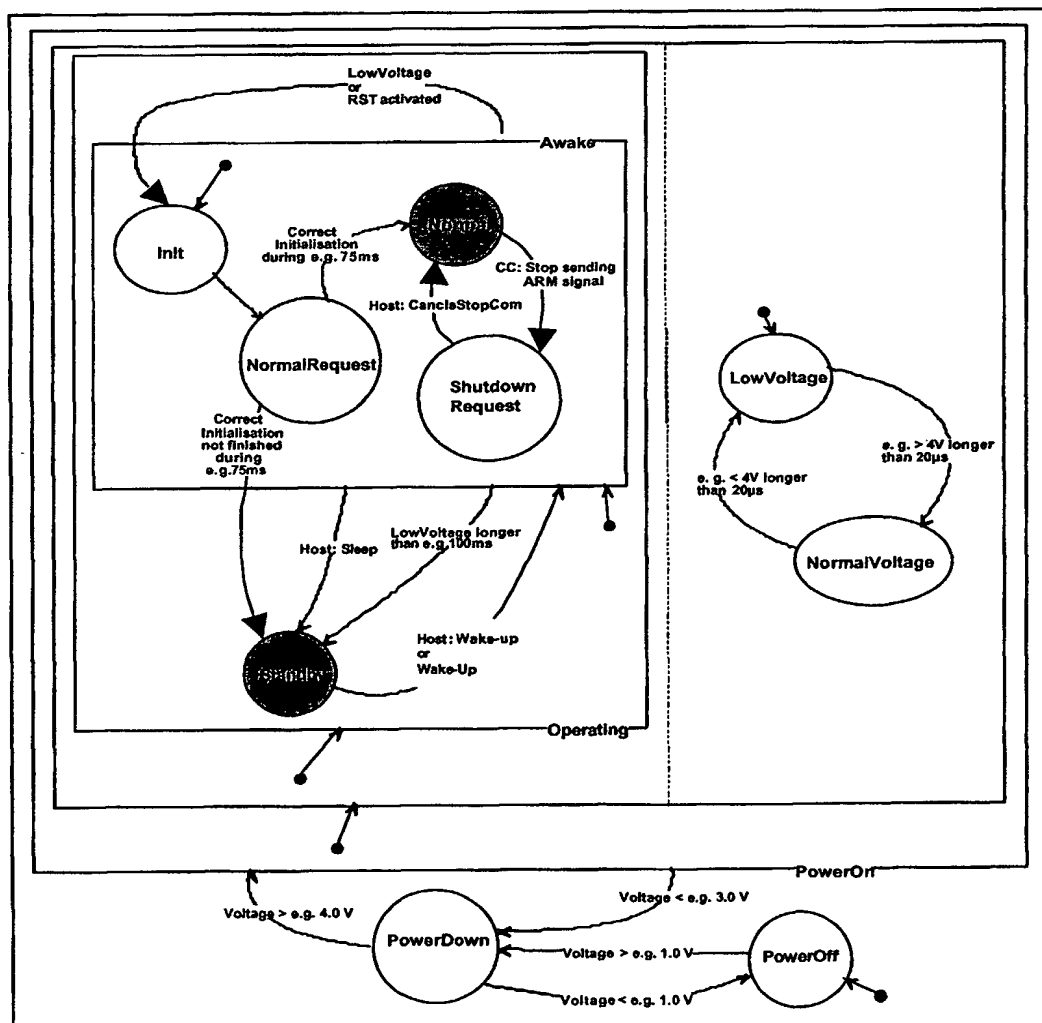 LowVoltage
or
RST activated
Awake
Init
Correct
Initialisation
during e.g. 75ms
Normal
CC: Stop sending
ARM signal
Host: CanclsStopCom
NormalRequest
Shutdown
Request
Correct
Initialisation
not finished
during
e.g.75ms
Host: Sleep
LowVoltage longer
than e.g.100ms
Host: Wake-up
or
Wake-Up
Operating
LowVoltage
e. g. > 4V longer
than 20µs
e. g. < 4V longer
than 20µs
NormalVoltage
PowerOn
Voltage > e.g. 4.0 V
Voltage < e.g. 3.0 V
PowerDown
Voltage > e.g. 1.0 V
PowerOff
Voltage < e.g. 1.0 V